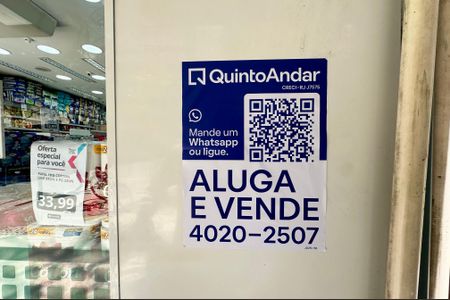 QuintoAndar
CRECI-RJ J7575
Mande um
Whatsapp
ou ligue.
ALUGA
E VENDE
4020-2507
Oferta
especial
para você
33,99